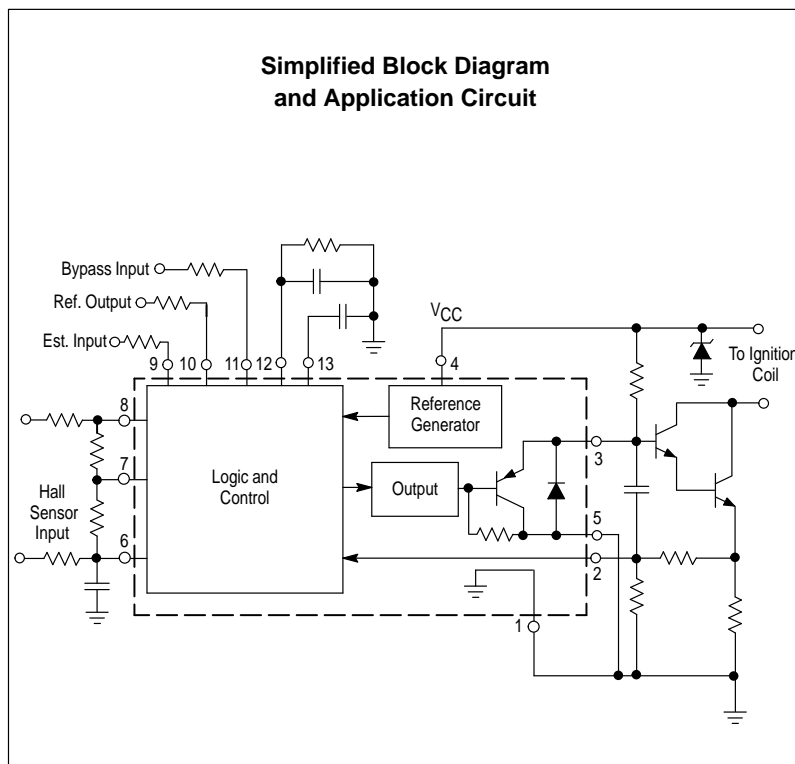 Simplified Block Diagram
and Application Circuit
Bypass Input
Ref. Output
Est. Input
9
10
11
12
13
VCC
4
To Ignition
Coil
8
7
6
Hall
Sensor
Input
Logic and
Control
Reference
Generator
Output
3
5
2
1